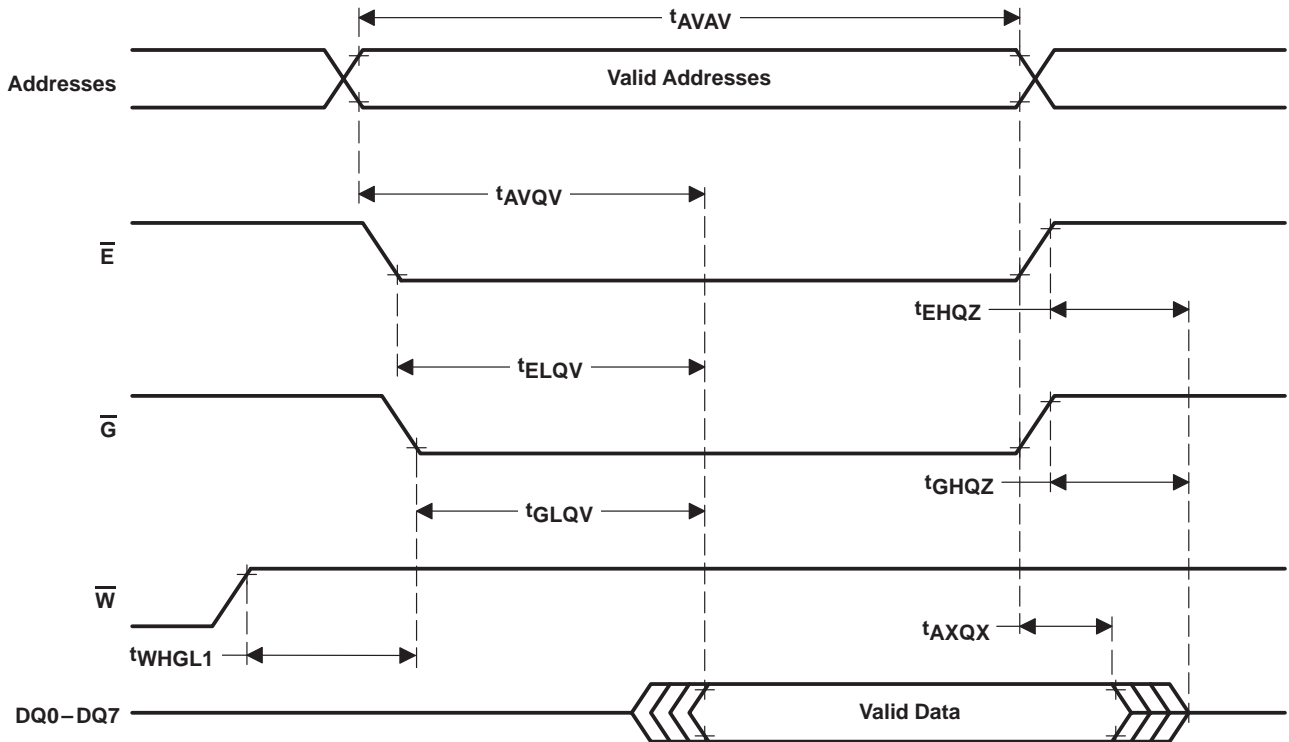 tAVAV
Addresses
Valid Addresses
tAVQV
E̅
tEHQZ
tELQV
G̅
tGHQZ
tGLQV
W̅
tAXQX
tWHGL1
DQ0–DQ7
Valid Data